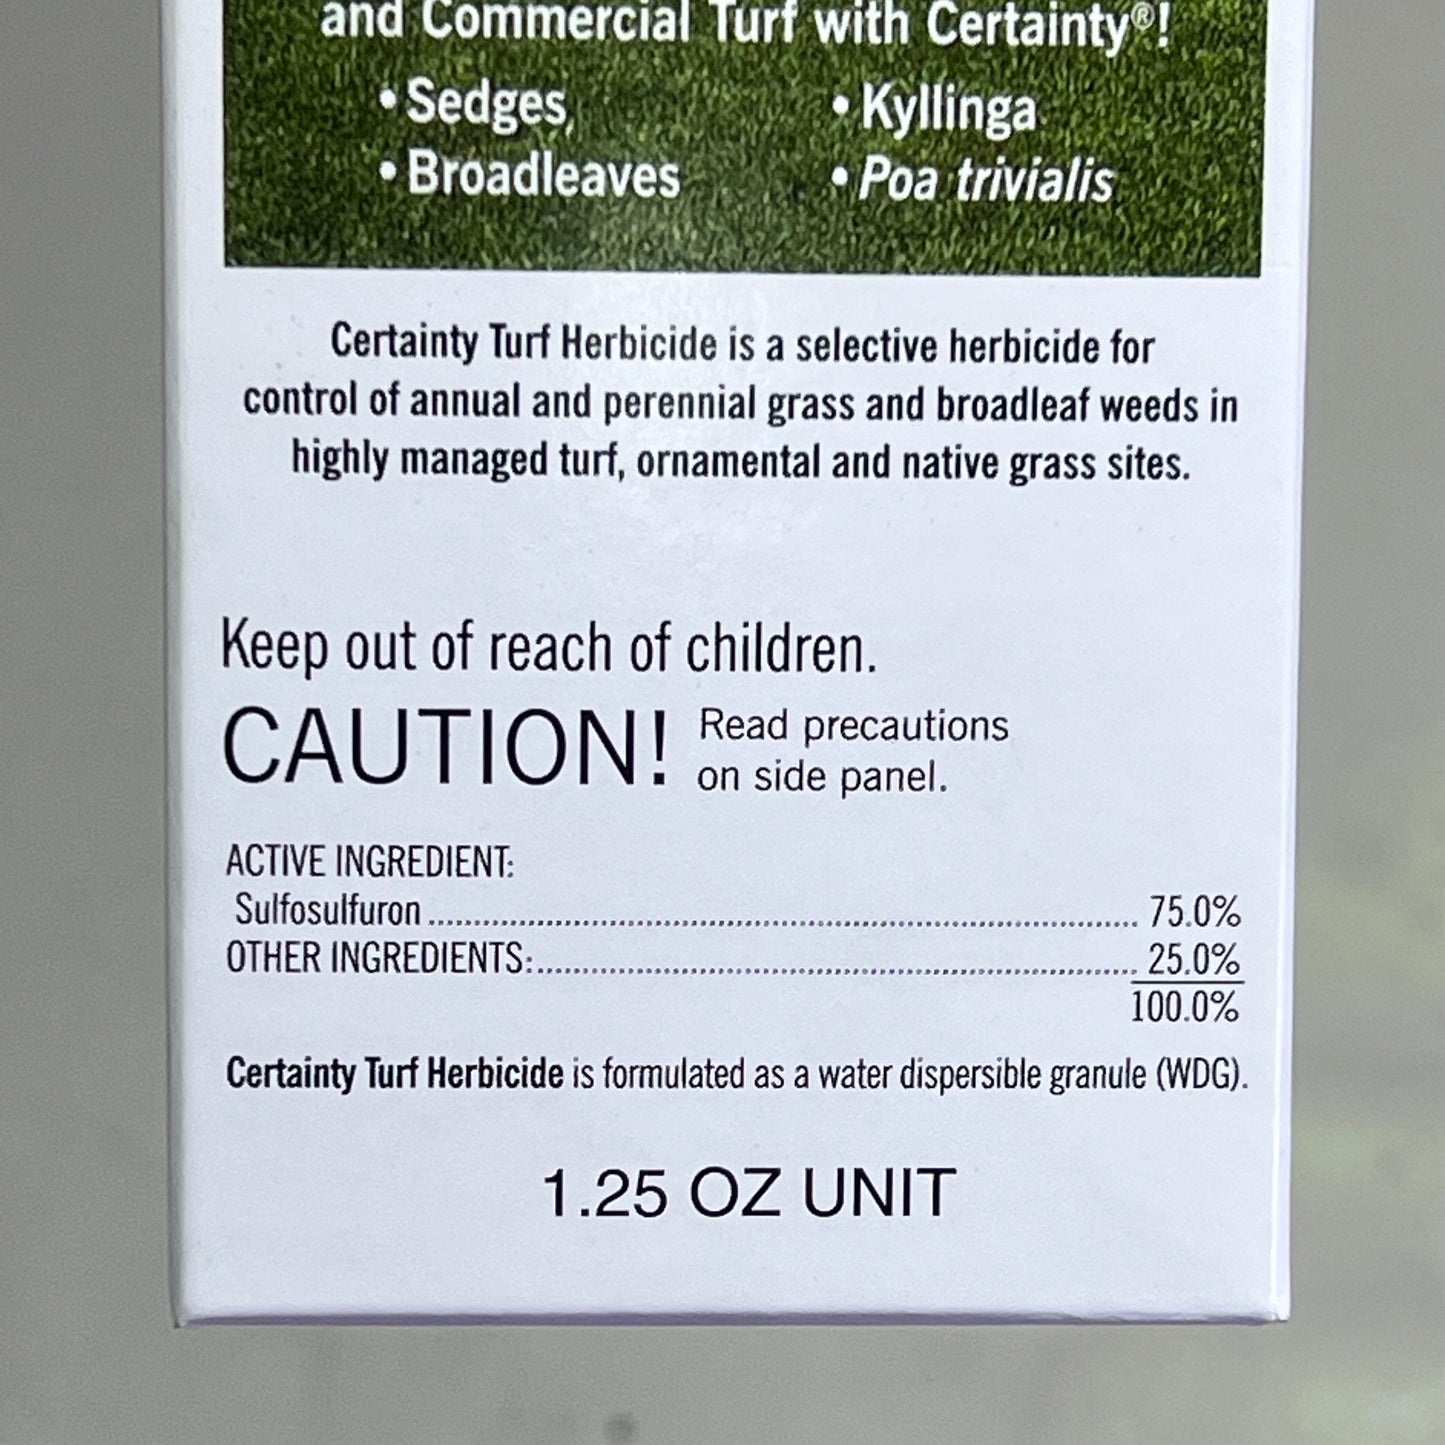 and Commercial Turf with Certainty®!
• Sedges
• Kyllinga
• Broadleaves
• Poa trivialis
Certainty Turf Herbicide is a selective herbicide for
control of annual and perennial grass and broadleaf weeds in
highly managed turf, ornamental and native grass sites.
Keep out of reach of children.
CAUTION! Read precautions
on side panel.
ACTIVE INGREDIENT:
Sulfosulfuron........................ 75.0%
OTHER INGREDIENTS:........................ 25.0%
100.0%
Certainty Turf Herbicide is formulated as a water dispersible granule (WDG).
1.25 OZ UNIT